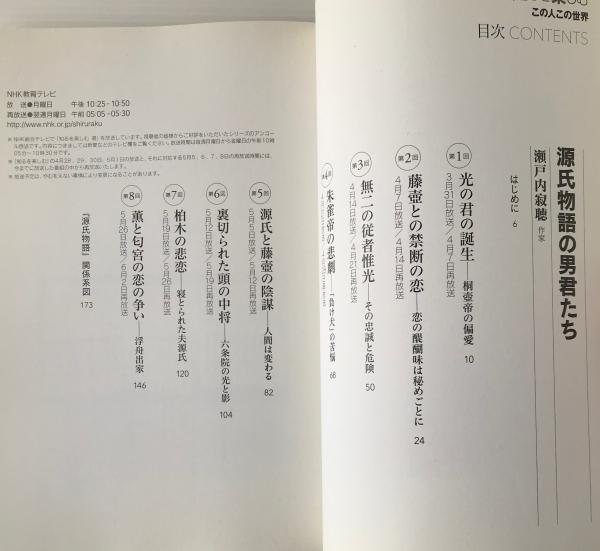 この人この世界
目次 CONTENTS
源氏物語の男君たち
瀬戸内寂聴 作家
はじめに 6
第1回 光の君の誕生――桐壺帝の偏愛 10
3月31日放送／4月7日再放送
第2回 藤壺との禁断の恋――恋の醍醐味は秘めごとに 24
4月7日放送／4月14日再放送
第3回 無二の従者惟光――その忠誠と危険 50
4月14日放送／4月21日再放送
第4回 朱雀帝の悲劇――「負け犬」の苦悩 68
第5回 源氏と藤壺の陰謀――人間は変わる 82
5月5日放送／5月12日再放送
第6回 裏切られた頭の中将――六条院の光と影 104
5月12日放送／5月19日再放送
第7回 柏木の悲恋――寝とられた夫源氏 120
5月19日放送／5月26日再放送
第8回 薫と匂宮の恋の争い――浮舟出家 146
5月26日放送／6月2日再放送
『源氏物語』関係系図 173
NHK教育テレビ
放 送●月曜日 午後 10:25-10:50
再放送●翌週月曜日 午前 05:05-05:30
http://www.nhk.or.jp/shiruraku